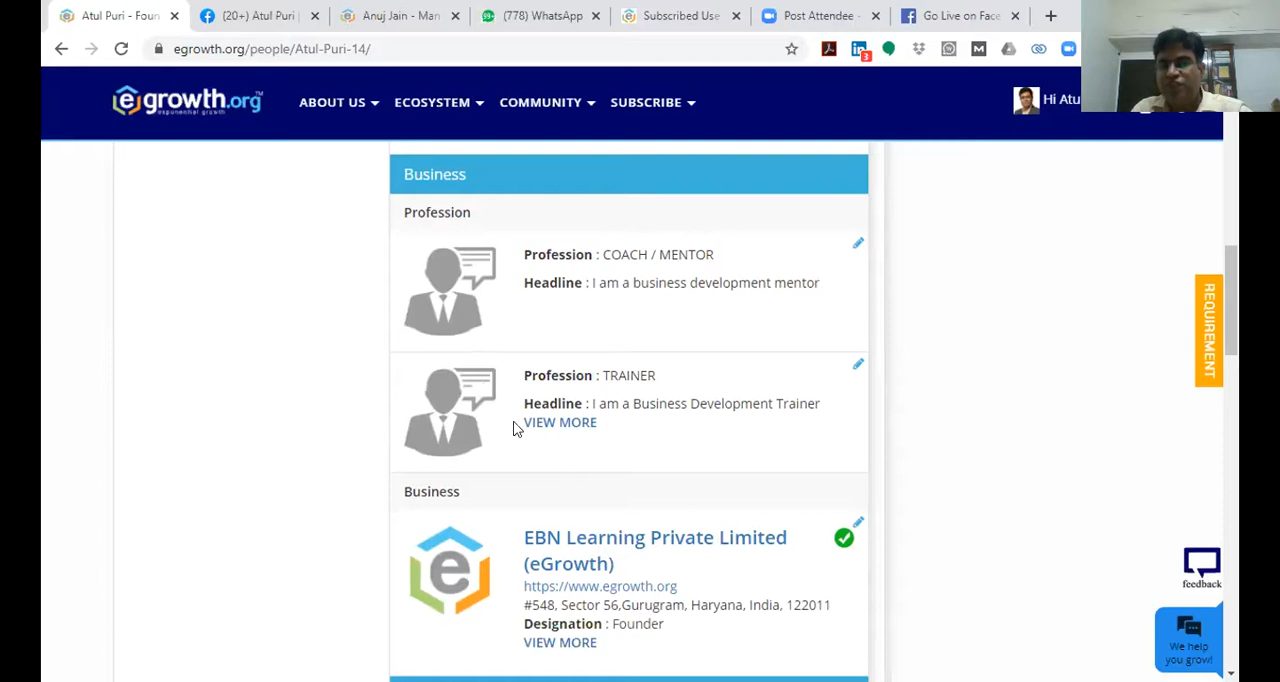 Atul Puri - Foun
(20+) Atul Puri |
Anuj Jain - Man
(778) WhatsApp
Subscribed Use
Post Attendee -
Go Live on Face
egrowth.org/people/Atul-Puri-14/
3
egrowth.org™
exponential growth
ABOUT US
ECOSYSTEM
COMMUNITY
SUBSCRIBE
Hi Atu
Business
Profession
Profession : COACH / MENTOR
Headline : I am a business development mentor
Profession : TRAINER
Headline : I am a Business Development Trainer
VIEW MORE
REQUIREMENT
Business
EBN Learning Private Limited
(eGrowth)
https://www.egrowth.org
#548, Sector 56,Gurugram, Haryana, India, 122011
Designation : Founder
VIEW MORE
feedback
We help
you grow!